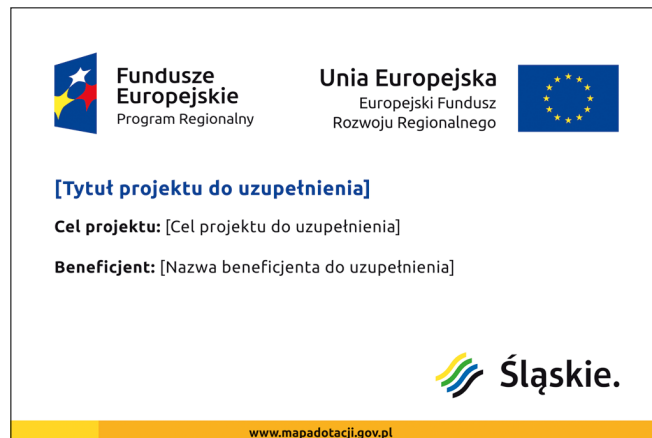 Fundusze
Europejskie
Program Regionalny
Unia Europejska
Europejski Fundusz
Rozwoju Regionalnego
[Tytuł projektu do uzupełnienia]
Cel projektu: [Cel projektu do uzupełnienia]
Beneficjent: [Nazwa beneficjenta do uzupełnienia]
Śląskie.
www.mapadotacji.gov.pl